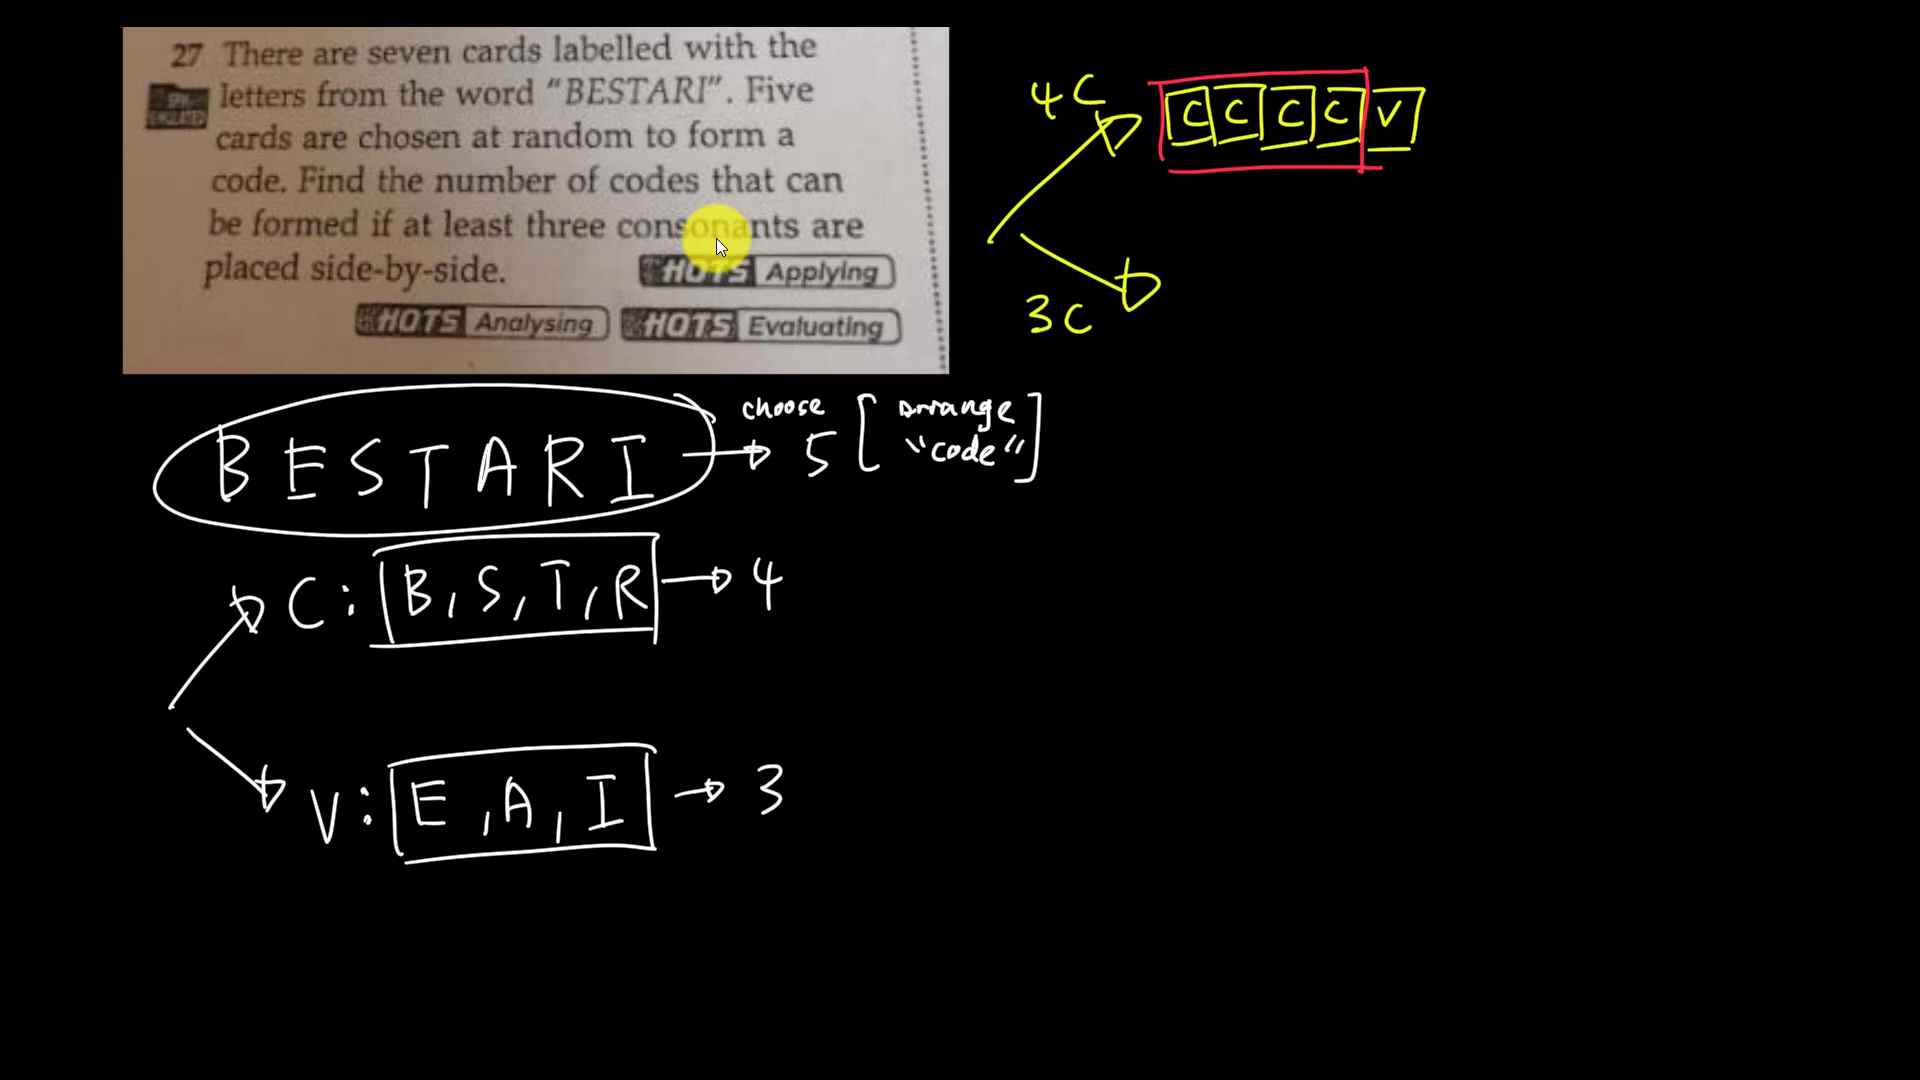 27 There are seven cards labelled with the
letters from the word "BESTARI". Five
cards are chosen at random to form a
code. Find the number of codes that can
be formed if at least three consonants are
placed side-by-side.
HOTS Applying
HOTS Analysing HOTS Evaluating
4C
C C C C V
3C
BESTARI
choose
5 [ arrange
"code" ]
C: B, S, T, R → 4
V: E, A, I → 3